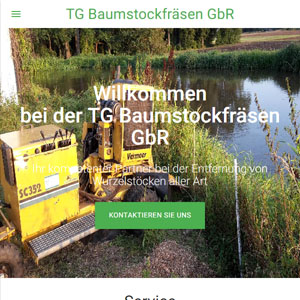 TG Baumstockfräsen GbR
Willkommen
bei der TG Baumstockfräsen
GbR
Ihr kompetenter Partner bei der Entfernung von
Wurzelstöcken aller Art
KONTAKTIEREN SIE UNS
Vermeer
SC352
Service